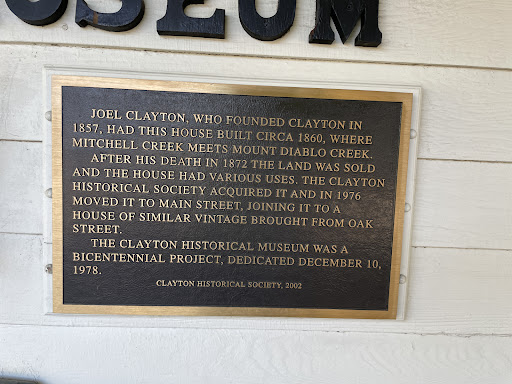 SEUM
JOEL CLAYTON, WHO FOUNDED CLAYTON IN
1857, HAD THIS HOUSE BUILT CIRCA 1860, WHERE
MITCHELL CREEK MEETS MOUNT DIABLO CREEK.
AFTER HIS DEATH IN 1872 THE LAND WAS SOLD
AND THE HOUSE HAD VARIOUS USES. THE CLAYTON
HISTORICAL SOCIETY ACQUIRED IT AND IN 1976
MOVED IT TO MAIN STREET, JOINING IT TO A
HOUSE OF SIMILAR VINTAGE BROUGHT FROM OAK
STREET.
THE CLAYTON HISTORICAL MUSEUM WAS A
BICENTENNIAL PROJECT, DEDICATED DECEMBER 10,
1978.
CLAYTON HISTORICAL SOCIETY, 2002